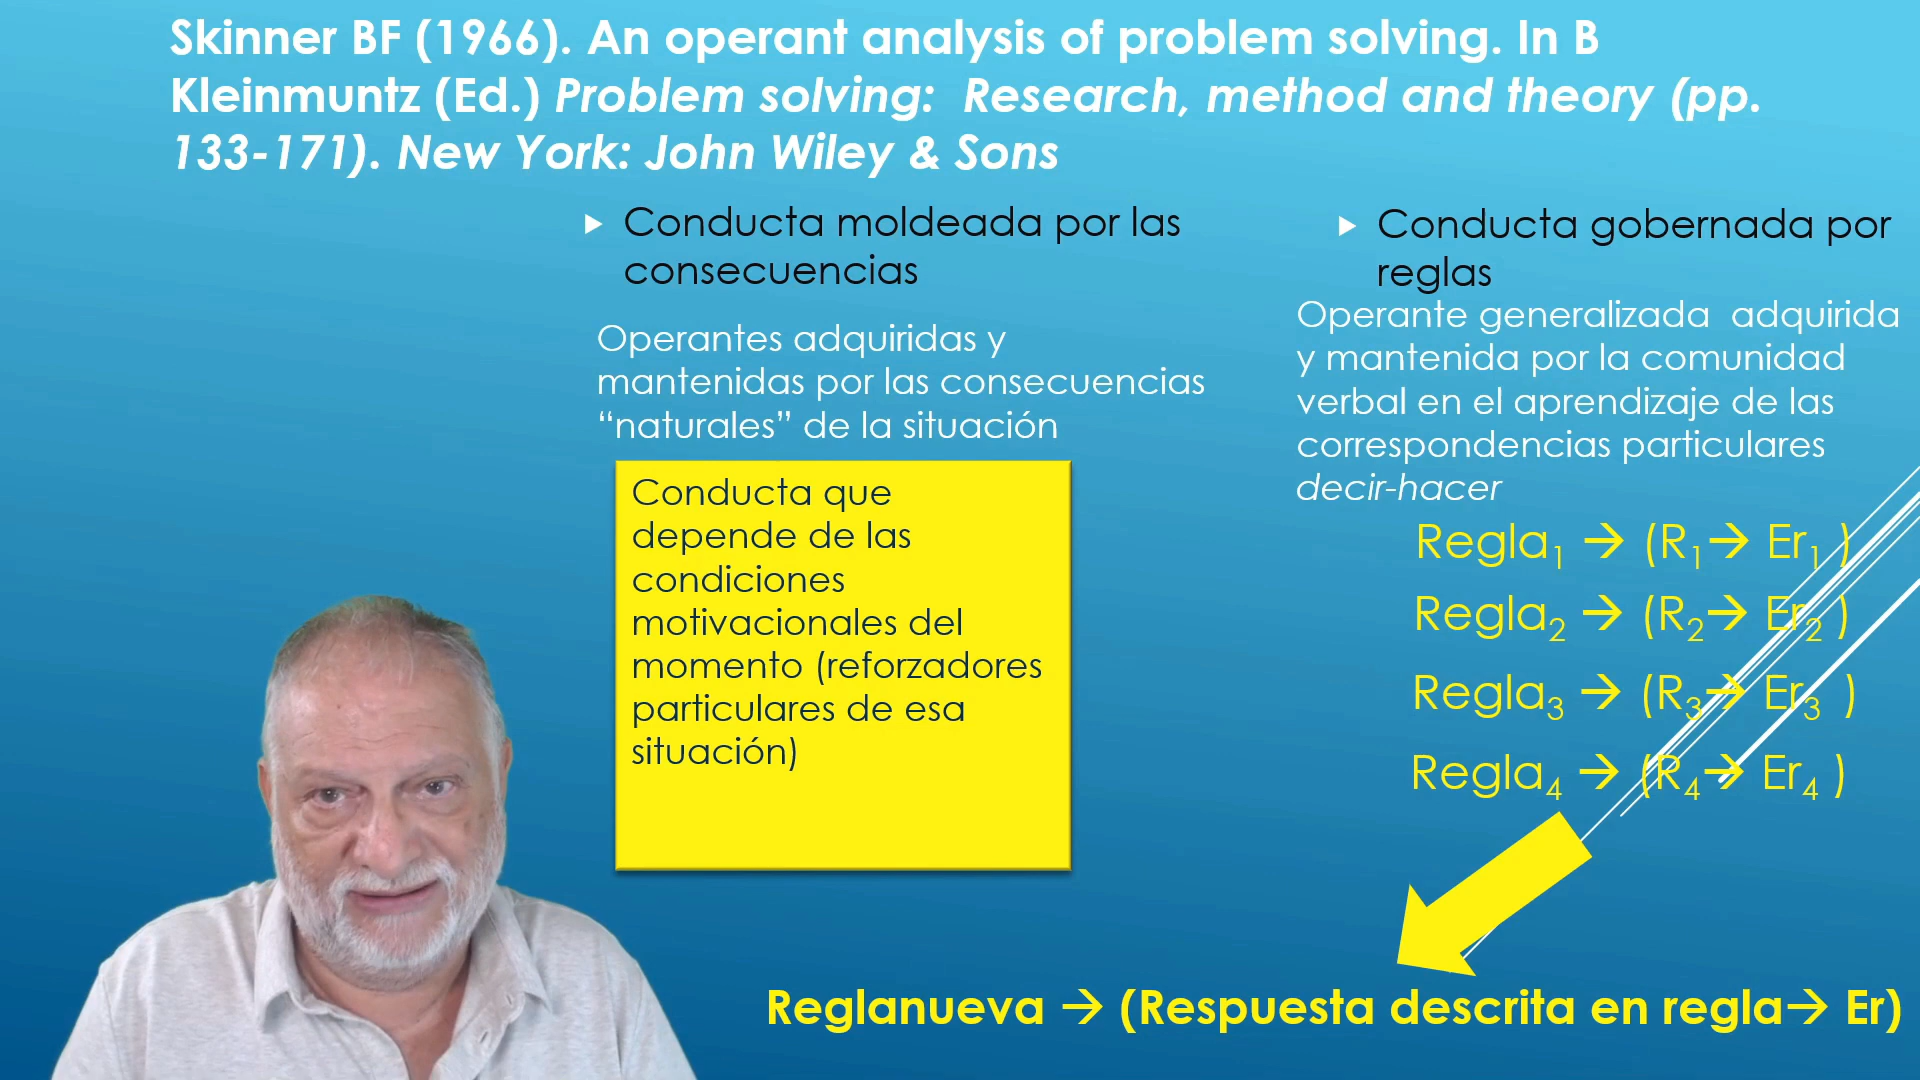 Skinner BF (1966). An operant analysis of problem solving. In B
Kleinmuntz (Ed.) Problem solving:  Research, method and theory (pp.
133-171). New York: John Wiley & Sons
Conducta moldeada por las
consecuencias
Operantes adquiridas y
mantenidas por las consecuencias
“naturales” de la situación
Conducta que
depende de las
condiciones
motivacionales del
momento (reforzadores
particulares de esa
situación)
Conducta gobernada por
reglas
Operante generalizada  adquirida
y mantenida por la comunidad
verbal en el aprendizaje de las
correspondencias particulares
decir-hacer
Regla₁ → (R₁→ Er₁ )
Regla₂ → (R₂→ Er₂ )
Regla₃ → (R₃→ Er₃ )
Regla₄ → (R₄→ Er₄ )
Reglanueva → (Respuesta descrita en regla→ Er)